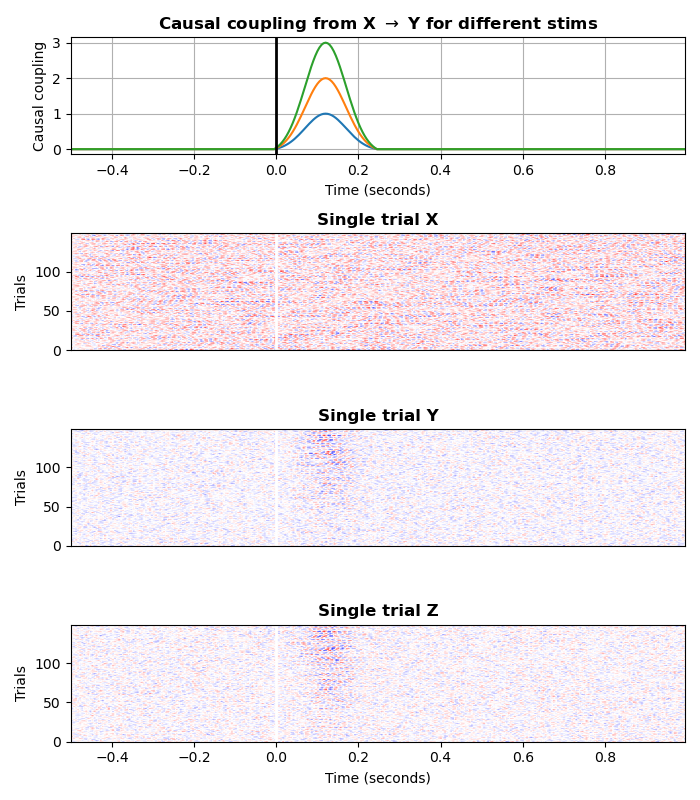 Causal coupling from X → Y for different stims
3
2
1
0
Causal coupling
−0.4 −0.2 0.0 0.2 0.4 0.6 0.8
Time (seconds)
Single trial X
100
50
0
Trials
Single trial Y
100
50
0
Trials
Single trial Z
100
50
0
Trials
−0.4 −0.2 0.0 0.2 0.4 0.6 0.8
Time (seconds)